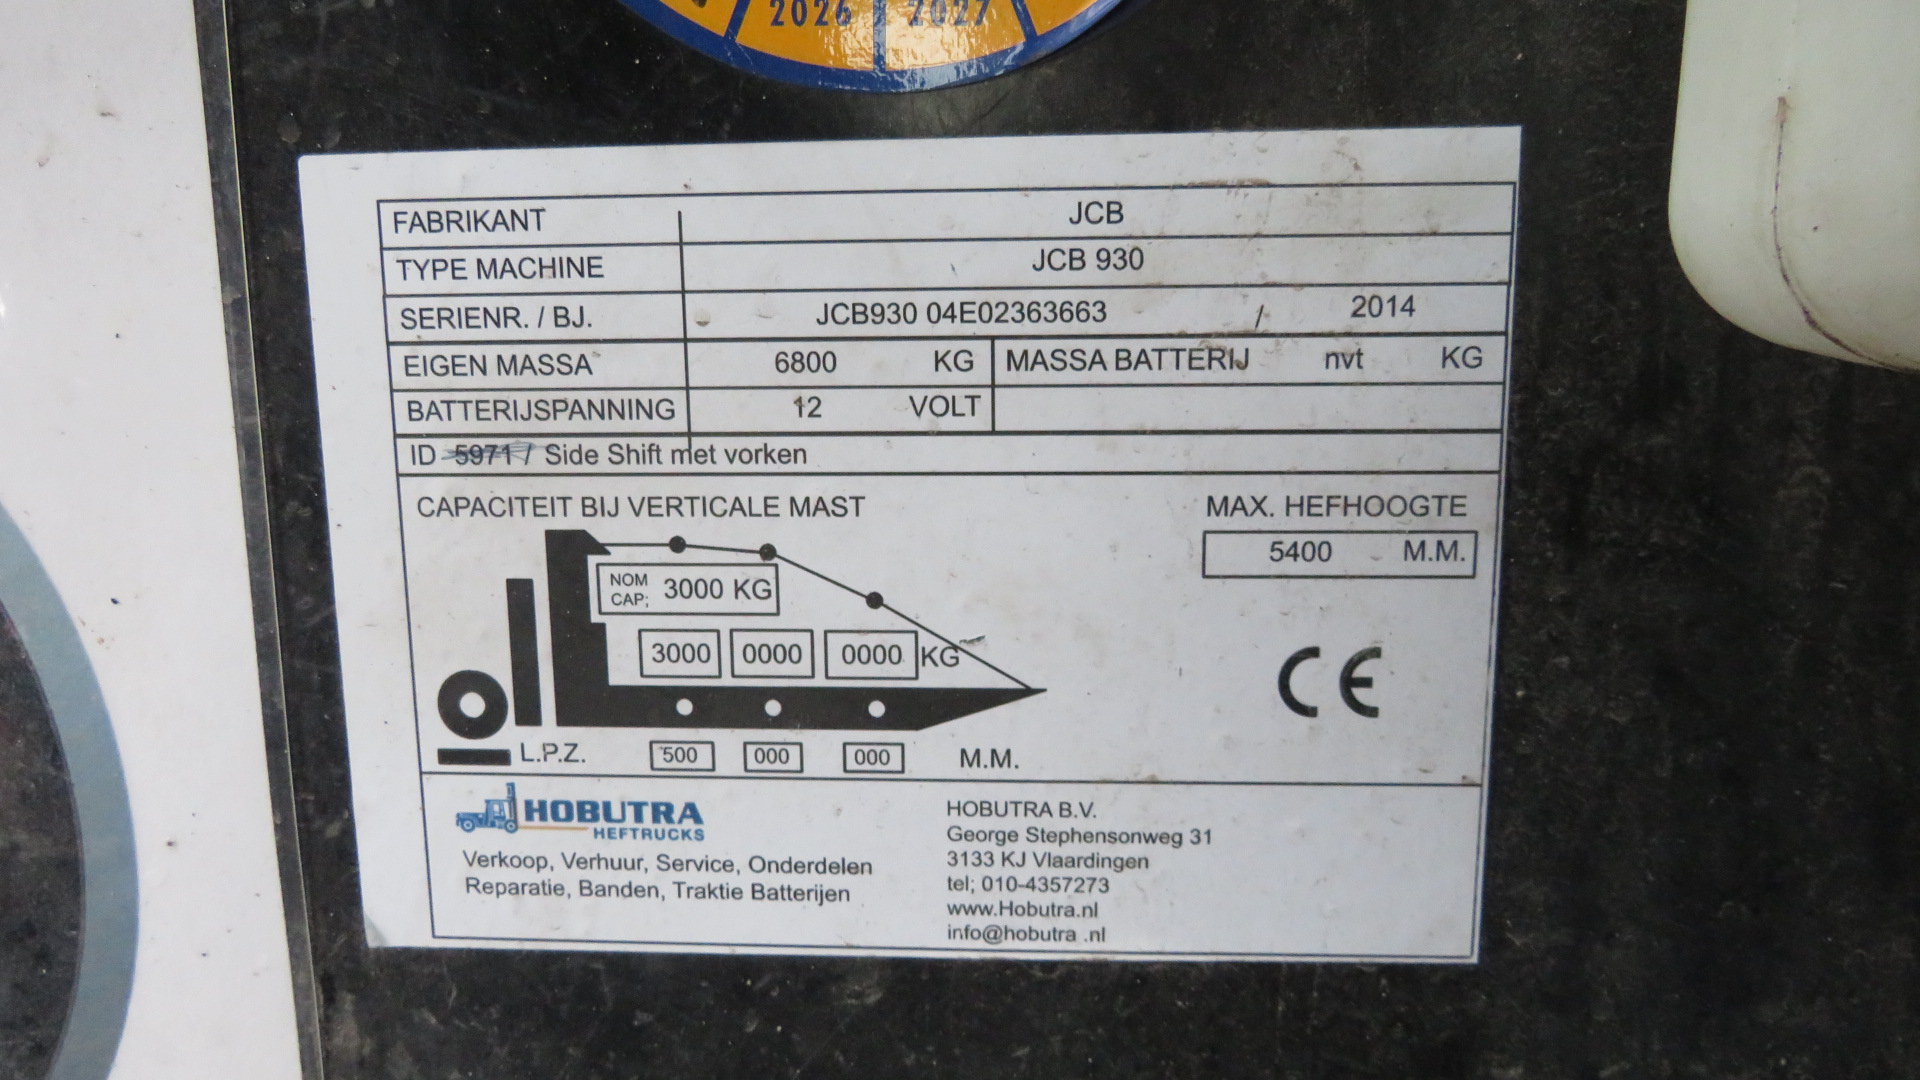 2026 2027
FABRIKANT JCB
TYPE MACHINE JCB 930
SERIENR. / BJ. JCB930 04E02363663 / 2014
EIGEN MASSA 6800 KG MASSA BATTERIJ nvt KG
BATTERIJSPANNING 12 VOLT
ID 5971 / Side Shift met vorken
CAPACITEIT BIJ VERTICALE MAST MAX. HEFHOOGTE
5400 M.M.
NOM CAP; 3000 KG
3000 0000 0000 KG
CE
L.P.Z. 500 000 000 M.M.
HOBUTRA
HEFTRUCKS
Verkoop, Verhuur, Service, Onderdelen
Reparatie, Banden, Traktie Batterijen
HOBUTRA B.V.
George Stephensonweg 31
3133 KJ Vlaardingen
tel; 010-4357273
www.Hobutra.nl
info@hobutra .nl